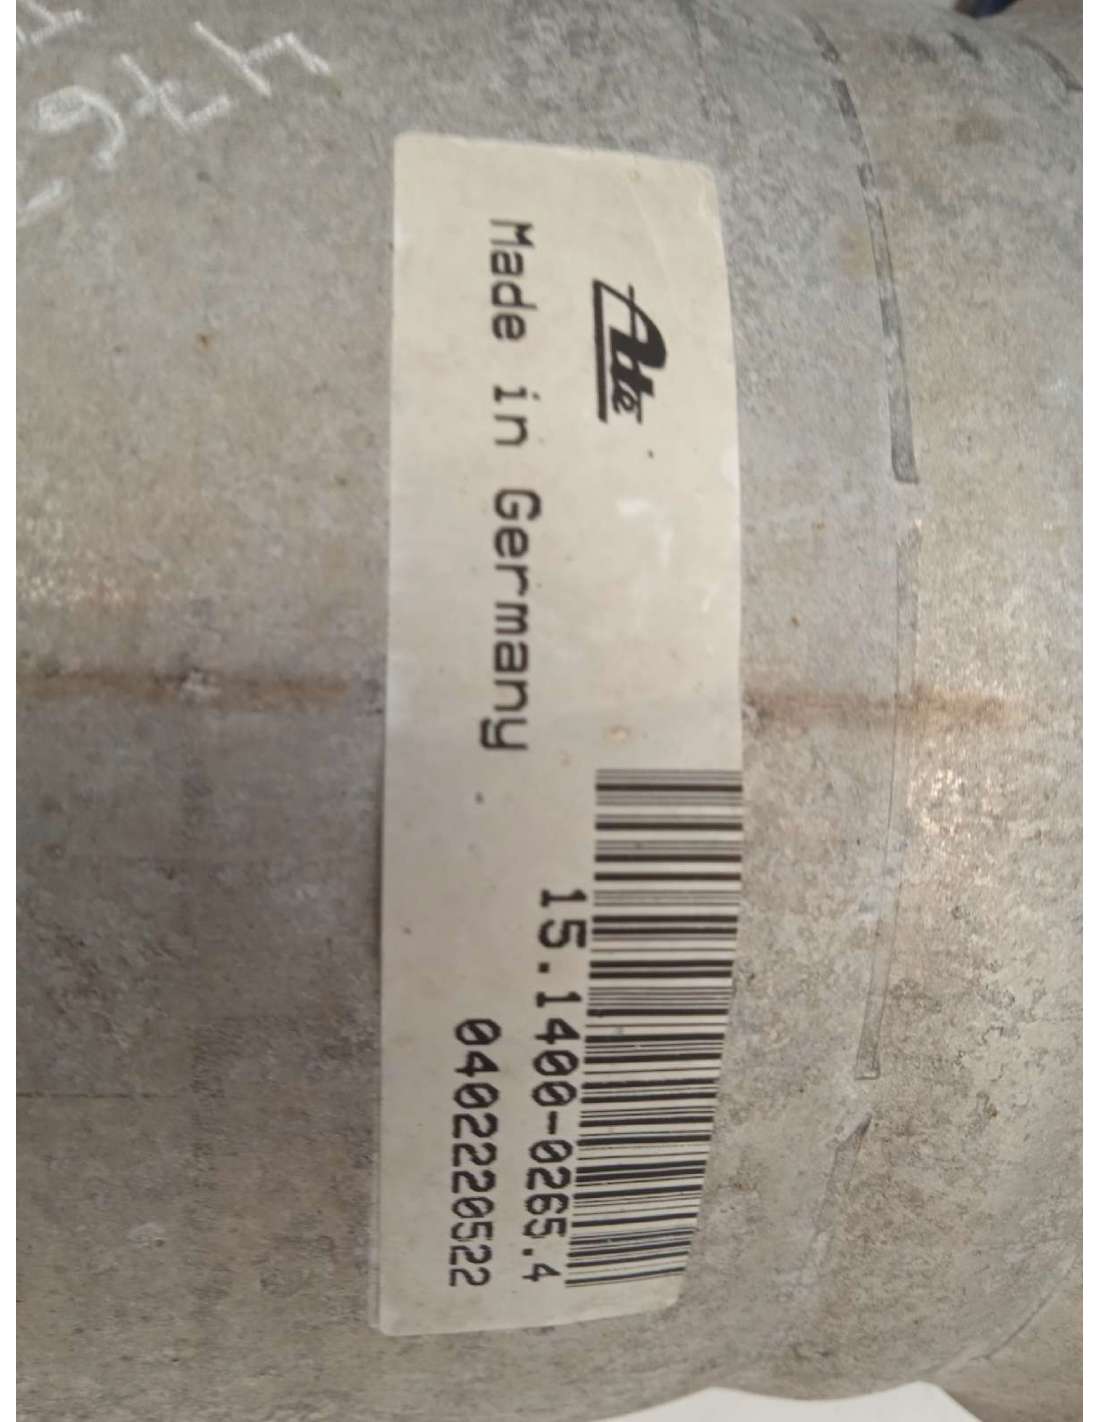 Ate
Made in Germany
15.1400-0265.4
0402220522